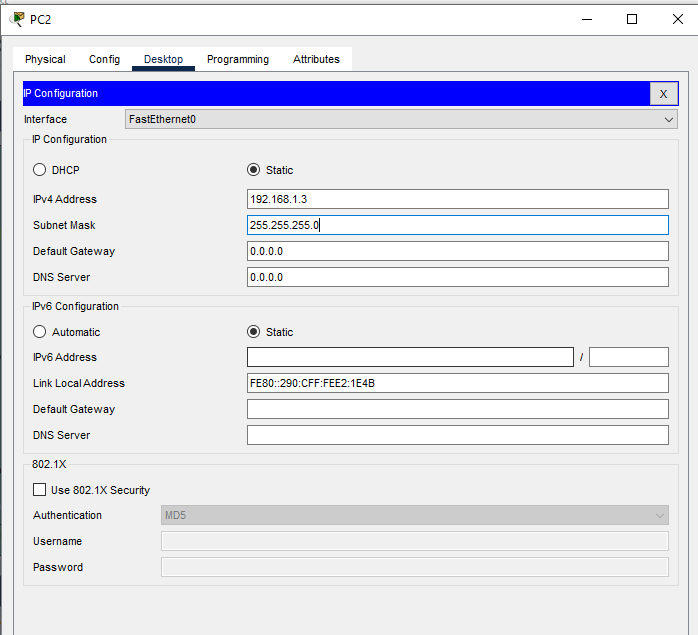 PC2
Physical Config Desktop Programming Attributes
IP Configuration X
Interface FastEthernet0
IP Configuration
DHCP Static
IPv4 Address 192.168.1.3
Subnet Mask 255.255.255.0
Default Gateway 0.0.0.0
DNS Server 0.0.0.0
IPv6 Configuration
Automatic Static
IPv6 Address /
Link Local Address FE80::290:CFF:FEE2:1E4B
Default Gateway
DNS Server
802.1X
Use 802.1X Security
Authentication MD5
Username
Password